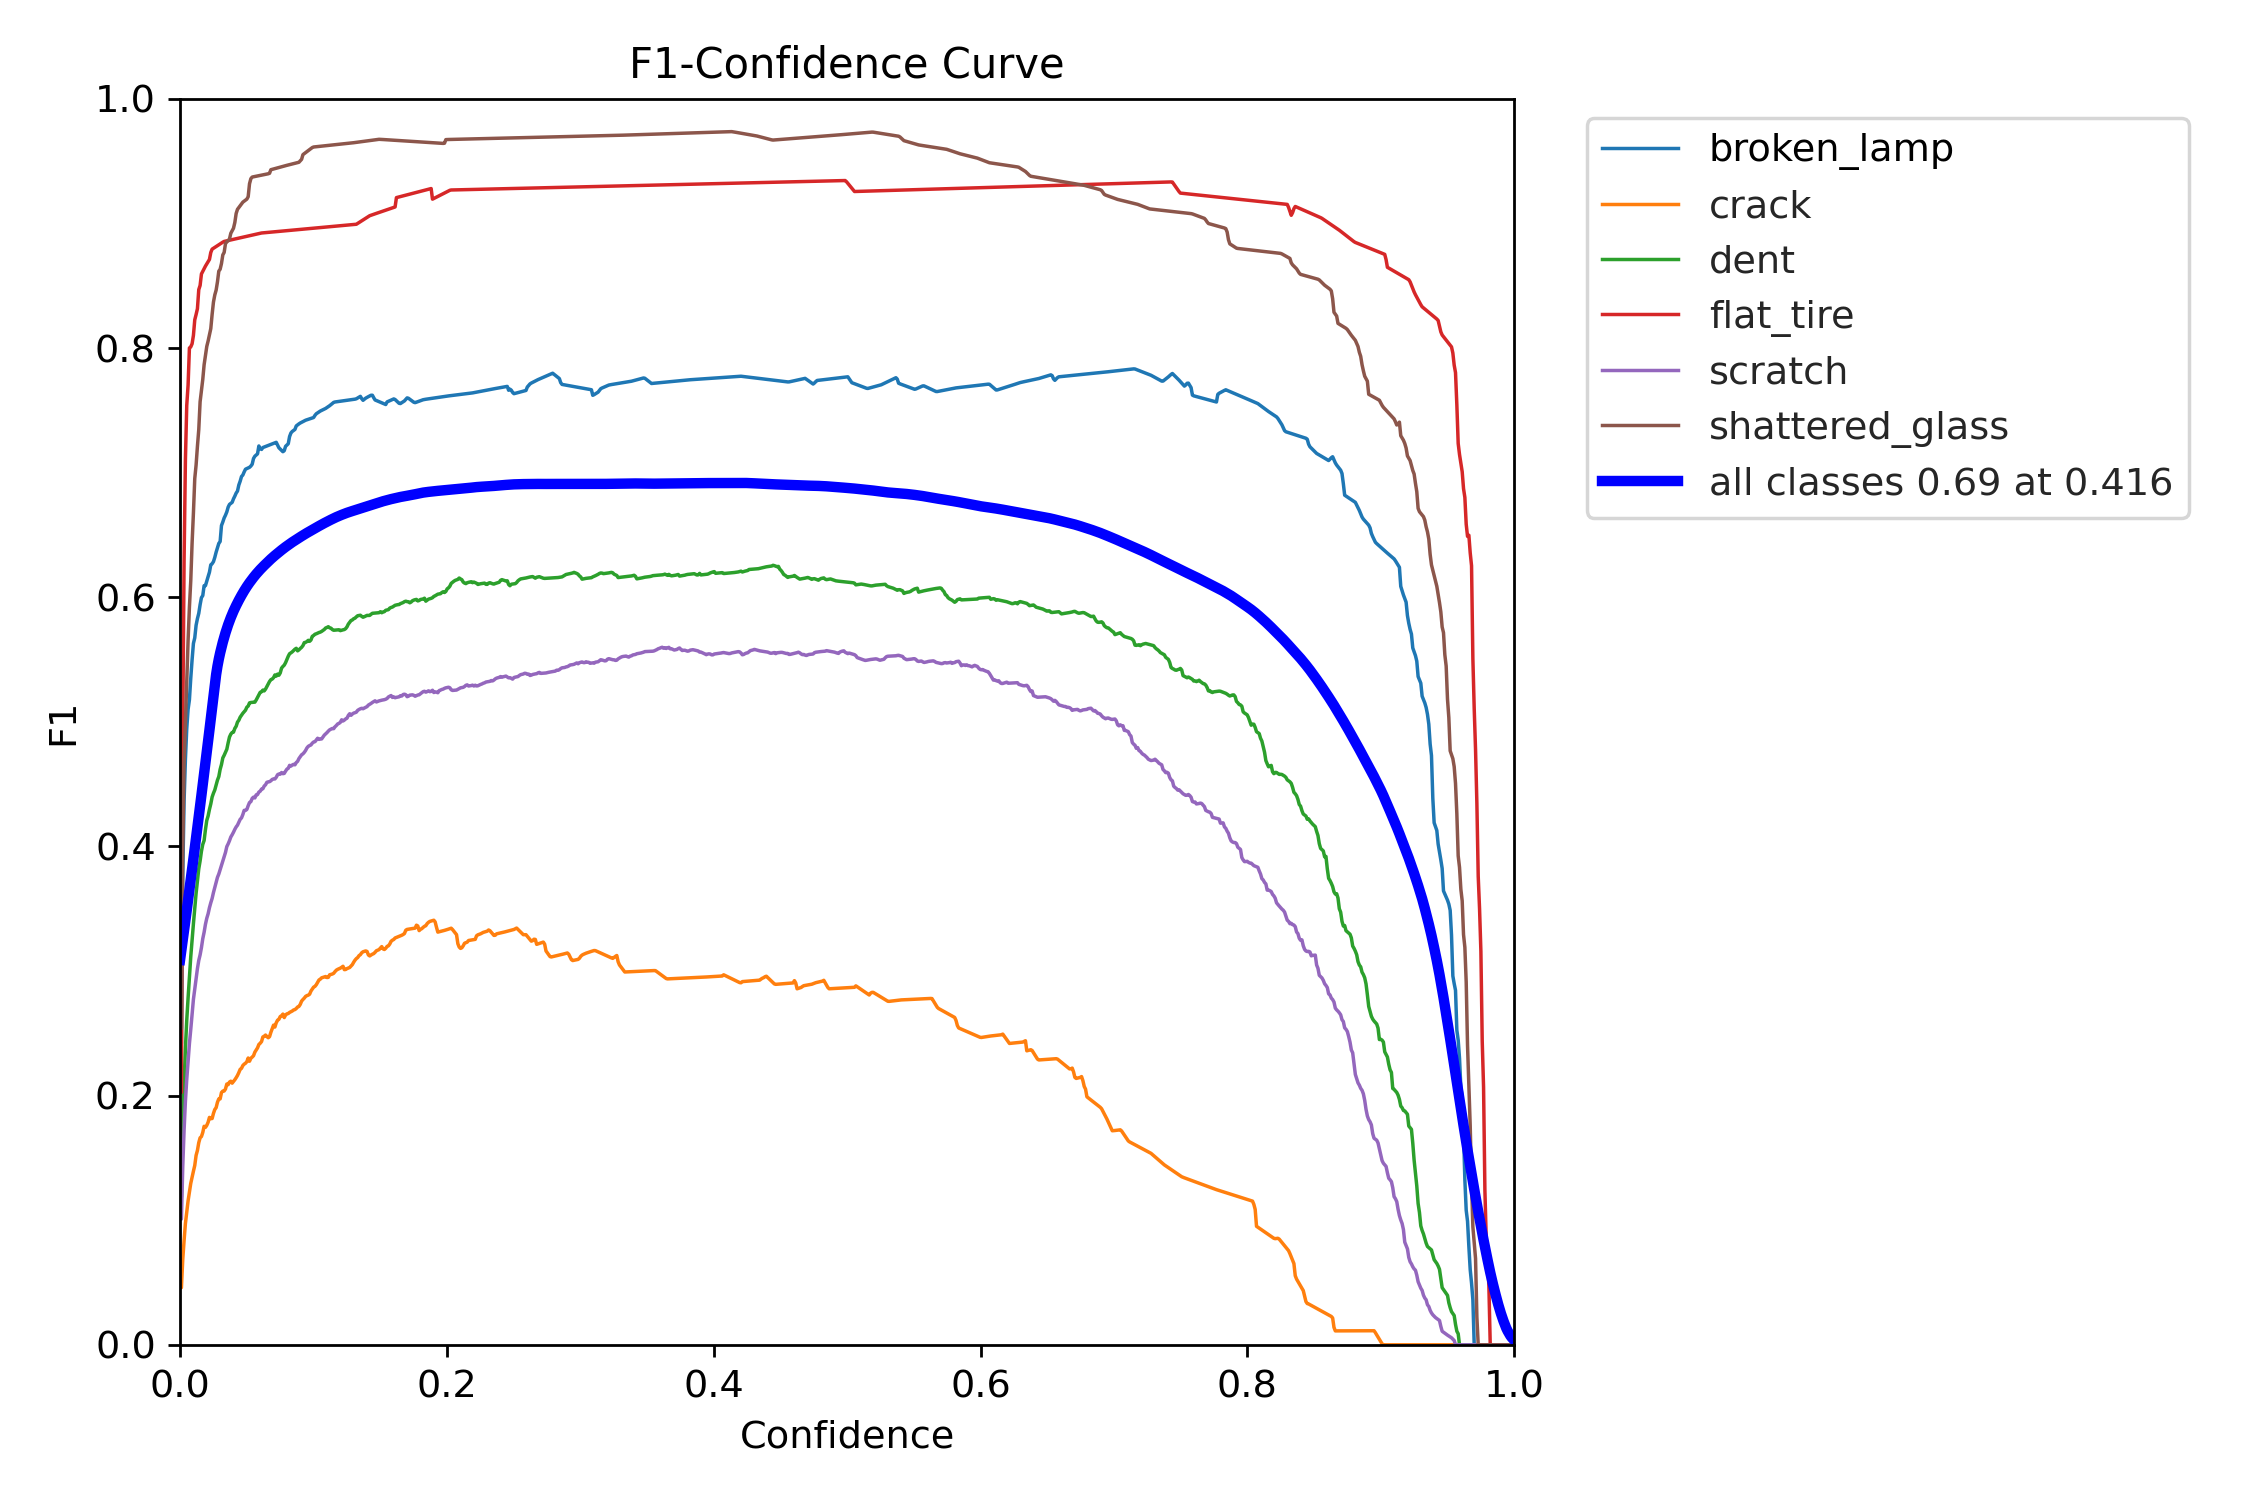 F1-Confidence Curve
1.0
0.8
0.6
0.4
0.2
0.0
F1
0.0 0.2 0.4 0.6 0.8 1.0
Confidence
broken_lamp
crack
dent
flat_tire
scratch
shattered_glass
all classes 0.69 at 0.416